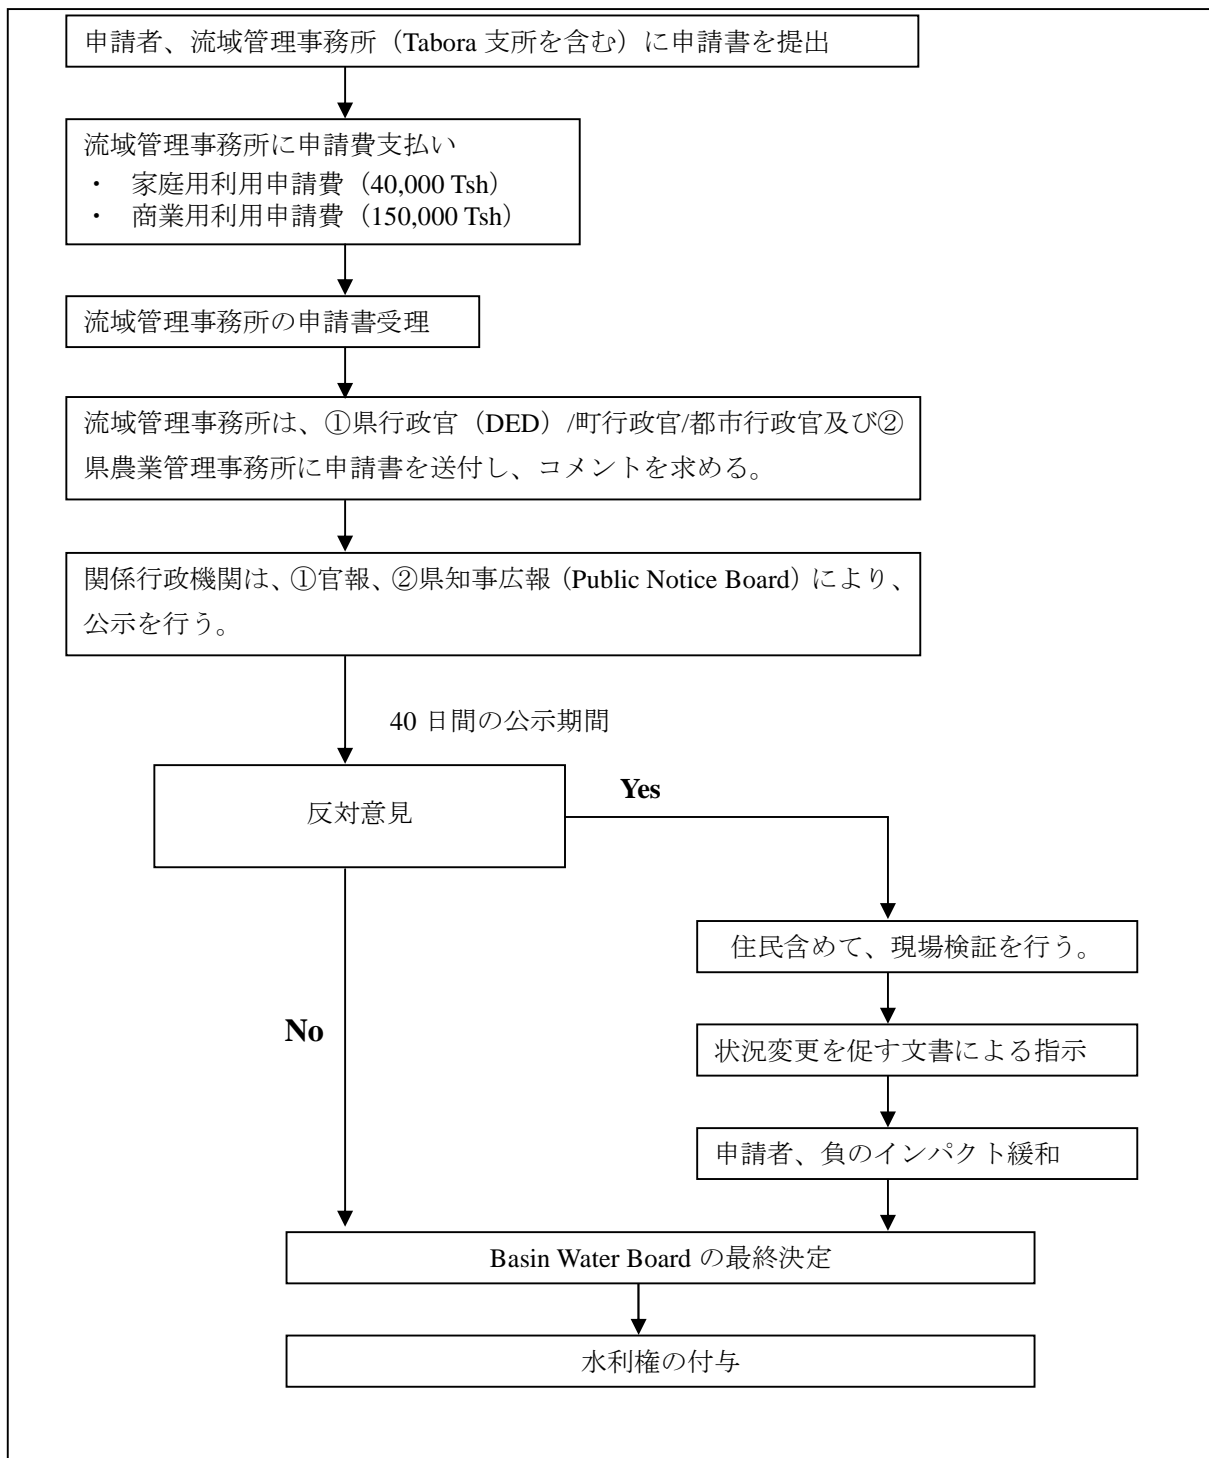 申請者、流域管理事務所（Tabora 支所を含む）に申請書を提出
流域管理事務所に申請費支払い
・ 家庭用利用申請費（40,000 Tsh）
・ 商業用利用申請費（150,000 Tsh）
流域管理事務所の申請書受理
流域管理事務所は、①県行政官（DED）/町行政官/都市行政官及び②
県農業管理事務所に申請書を送付し、コメントを求める。
関係行政機関は、①官報、②県知事広報（Public Notice Board）により、
公示を行う。
40 日間の公示期間
反対意見
Yes
住民含めて、現場検証を行う。
No
状況変更を促す文書による指示
申請者、負のインパクト緩和
Basin Water Board の最終決定
水利権の付与